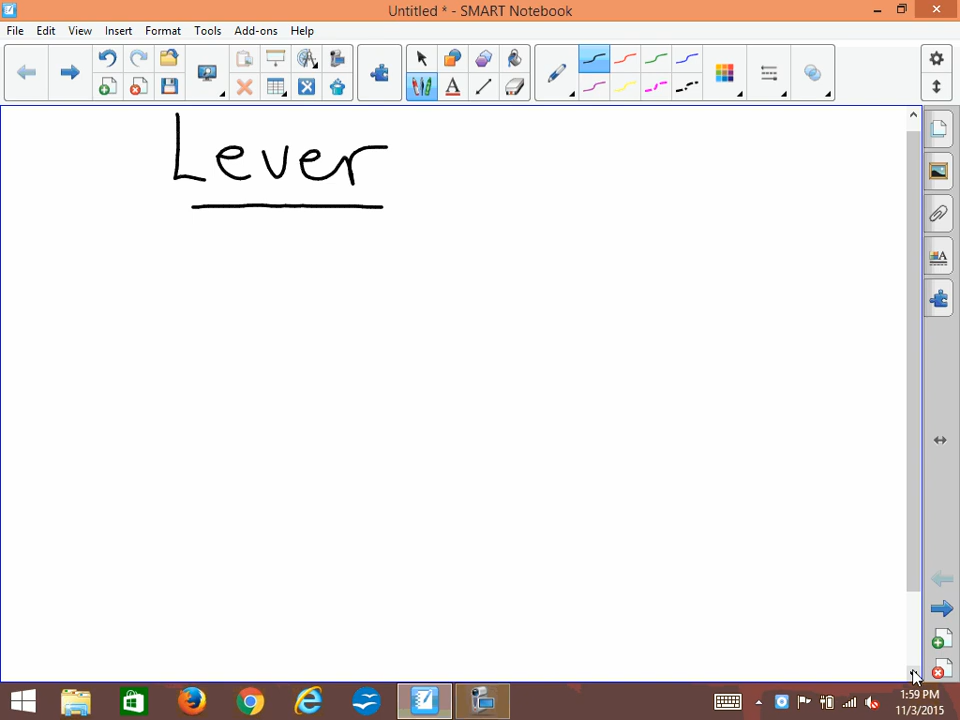 Untitled * - SMART Notebook
File Edit View Insert Format Tools Add-ons Help
Lever
1:59 PM
11/3/2015